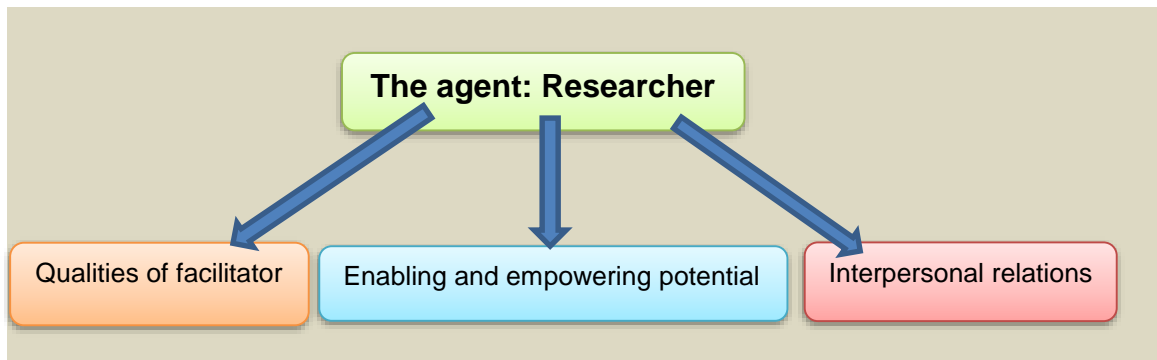 The agent: Researcher
Qualities of facilitator
Enabling and empowering potential
Interpersonal relations